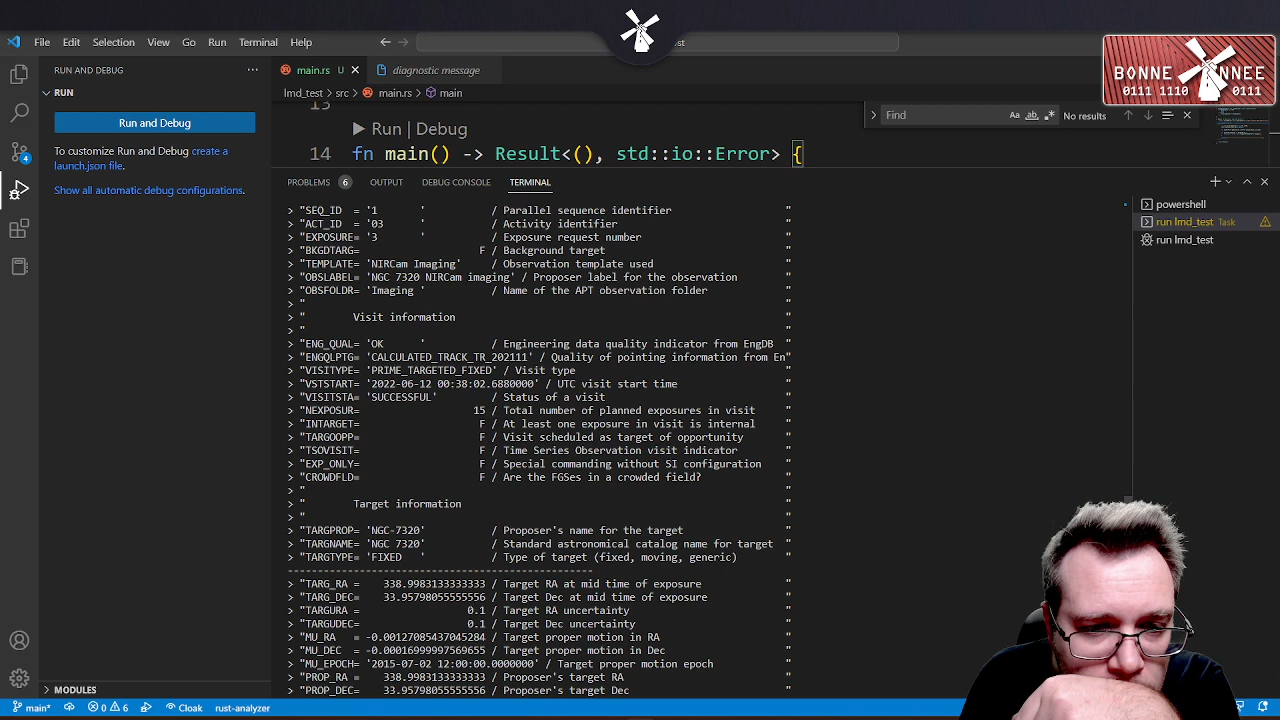 File Edit Selection View Go Run Terminal Help
BONNE NNEE
0111 1110 0111
RUN AND DEBUG
RUN
Run and Debug
To customize Run and Debug create a
launch.json file.
Show all automatic debug configurations.
MODULES
main.rs U
diagnostic message
lmd_test > src > main.rs > main
Find
Aa ab
No results
13
Run | Debug
14 fn main() -> Result<(), std::io::Error> {
PROBLEMS 6 OUTPUT DEBUG CONSOLE TERMINAL
> "SEQ_ID = '1 ' / Parallel sequence identifier "
> "ACT_ID = '03 ' / Activity identifier "
> "EXPOSURE= '3 ' / Exposure request number "
> "BKGDTARG= F / Background target "
> "TEMPLATE= 'NIRCam Imaging' / Observation template used "
> "OBSLABEL= 'NGC 7320 NIRCam imaging' / Proposer label for the observation "
> "OBSFOLDR= 'Imaging ' / Name of the APT observation folder "
> " "
> " Visit information "
> " "
> "ENG_QUAL= 'OK ' / Engineering data quality indicator from EngDB "
> "ENGQLPTG= 'CALCULATED_TRACK_TR_202111' / Quality of pointing information from En"
> "VISITYPE= 'PRIME_TARGETED_FIXED' / Visit type "
> "VSTSTART= '2022-06-12 00:38:02.6880000' / UTC visit start time "
> "VISITSTA= 'SUCCESSFUL' / Status of a visit "
> "NEXPOSUR= 15 / Total number of planned exposures in visit "
> "INTARGET= F / At least one exposure in visit is internal "
> "TARGOOPP= F / Visit scheduled as target of opportunity "
> "TSOVISIT= F / Time Series Observation visit indicator "
> "EXP_ONLY= F / Special commanding without SI configuration "
> "CROWDFLD= F / Are the FGSes in a crowded field? "
> " "
> " Target information "
> " "
> "TARGPROP= 'NGC-7320' / Proposer's name for the target "
> "TARGNAME= 'NGC 7320' / Standard astronomical catalog name for target "
> "TARGTYPE= 'FIXED ' / Type of target (fixed, moving, generic) "
---------------------------------------------
> "TARG_RA = 338.9983133333333 / Target RA at mid time of exposure "
> "TARG_DEC= 33.95798055555556 / Target Dec at mid time of exposure "
> "TARGURA = 0.1 / Target RA uncertainty "
> "TARGUDEC= 0.1 / Target Dec uncertainty "
> "MU_RA = -0.00127085437045284 / Target proper motion in RA "
> "MU_DEC = -0.0001699397569535 / Target proper motion in Dec "
> "MU_EPOCH= '2015-07-02 12:00:00.0000000' / Target proper motion epoch "
> "PROP_RA = 338.9983133333333 / Proposer's target RA "
> "PROP_DEC= 33.95798055555556 / Proposer's target Dec "
powershell
run lmd_test Task
run lmd_test
4
main* 0 6 Cloak rust-analyzer